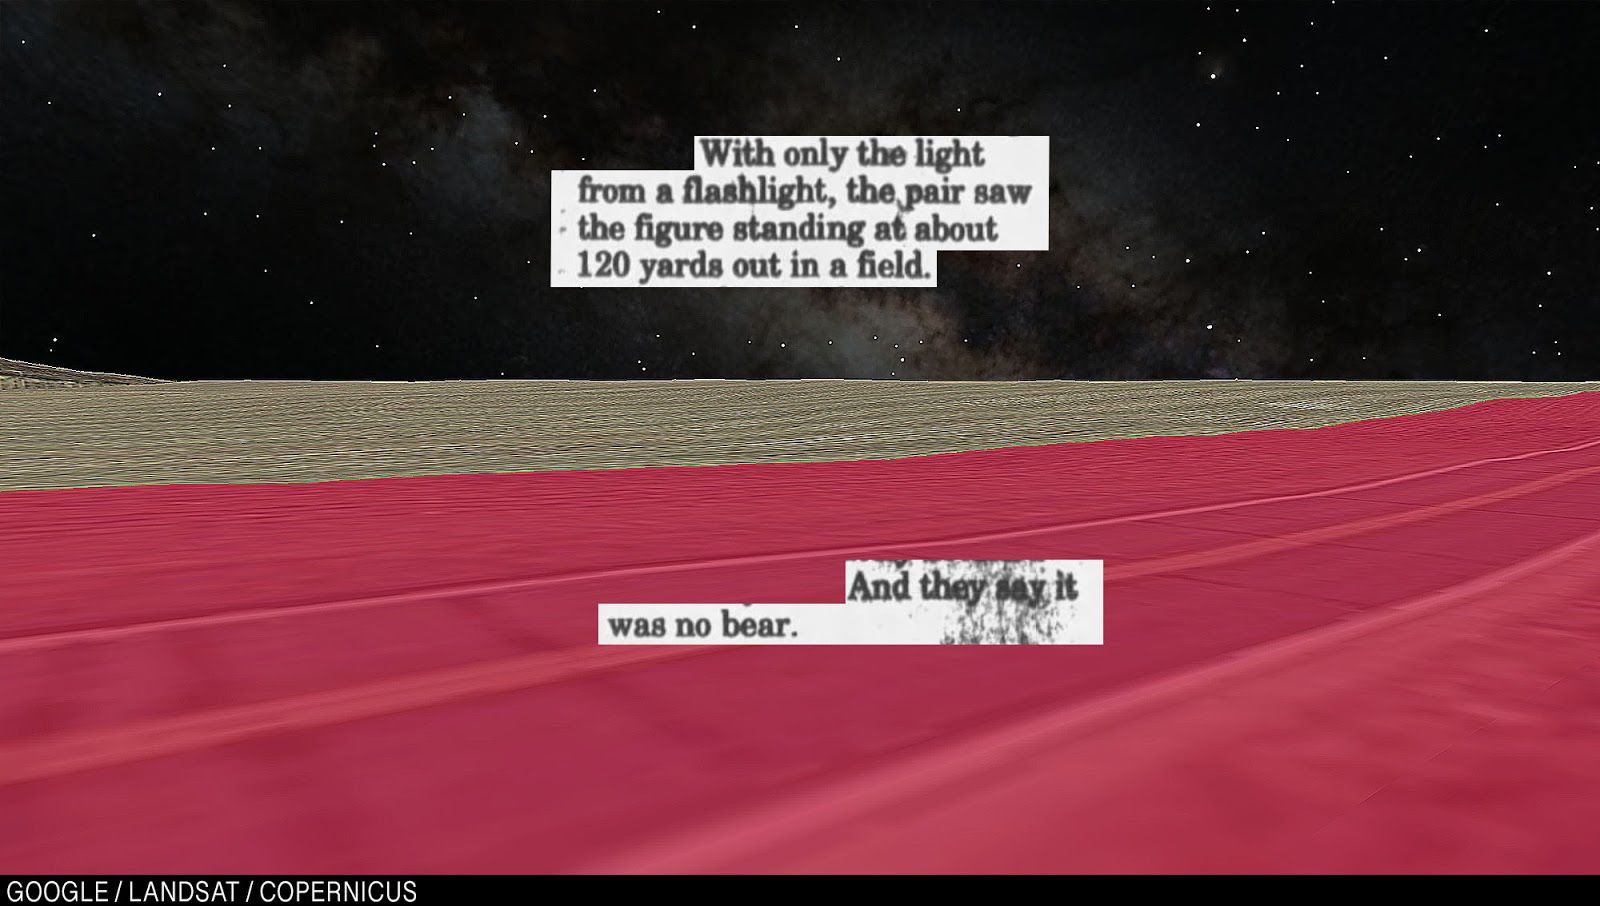 With only the light
from a flashlight, the pair saw
the figure standing at about
120 yards out in a field.
And they say it
was no bear.
GOOGLE / LANDSAT / COPERNICUS